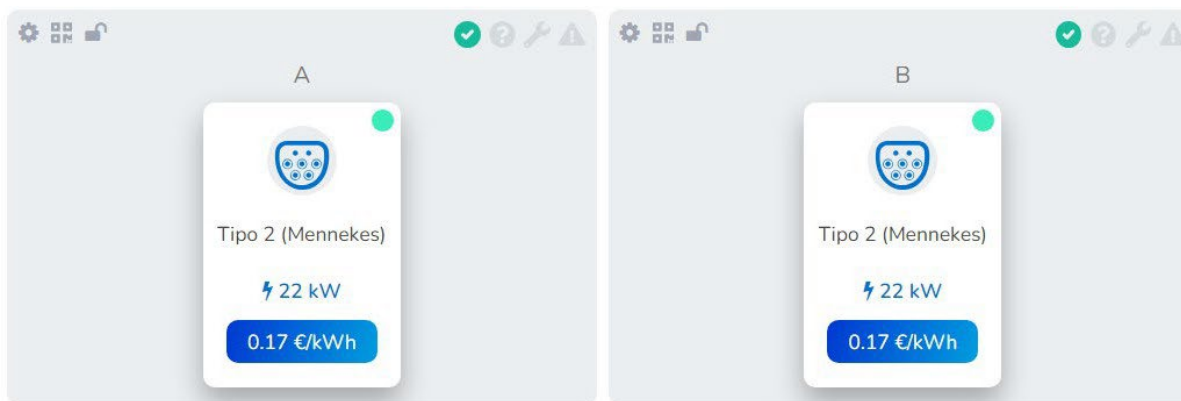 A
Tipo 2 (Mennekes)
22 kW
0.17 €/kWh
B
Tipo 2 (Mennekes)
22 kW
0.17 €/kWh